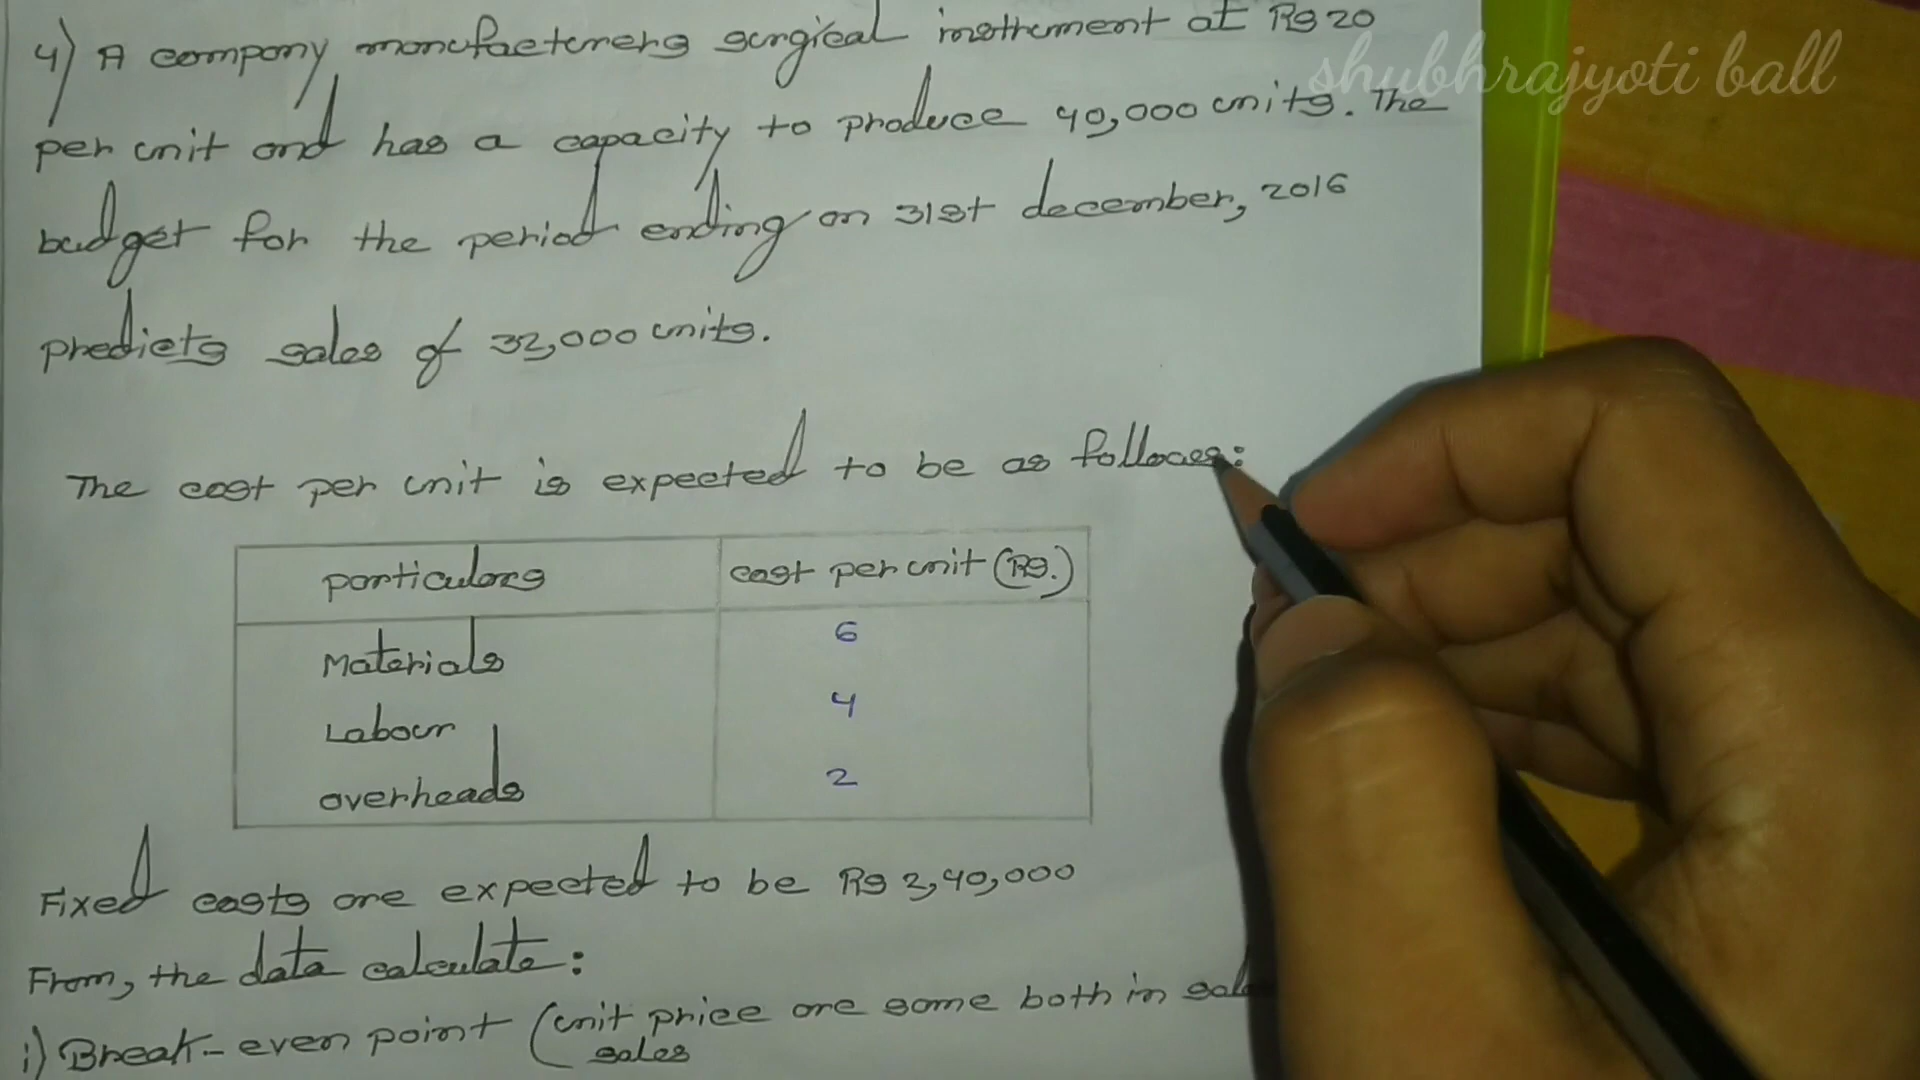 4) A company manufacturers surgical instrument at Rs 20
shubhrajyoti ball
per unit and has a capacity to produce 40,000 units. The
budget for the period ending on 31st december, 2016
predicts sales of 32,000 units.
The cost per unit is expected to be as follows:
particulars cost per unit (Rs.)
Materials 6
Labour 4
overheads 2
Fixed costs are expected to be Rs 2,40,000
From, the data calculate:
i) Break-even point (unit price are same both in sal
sales